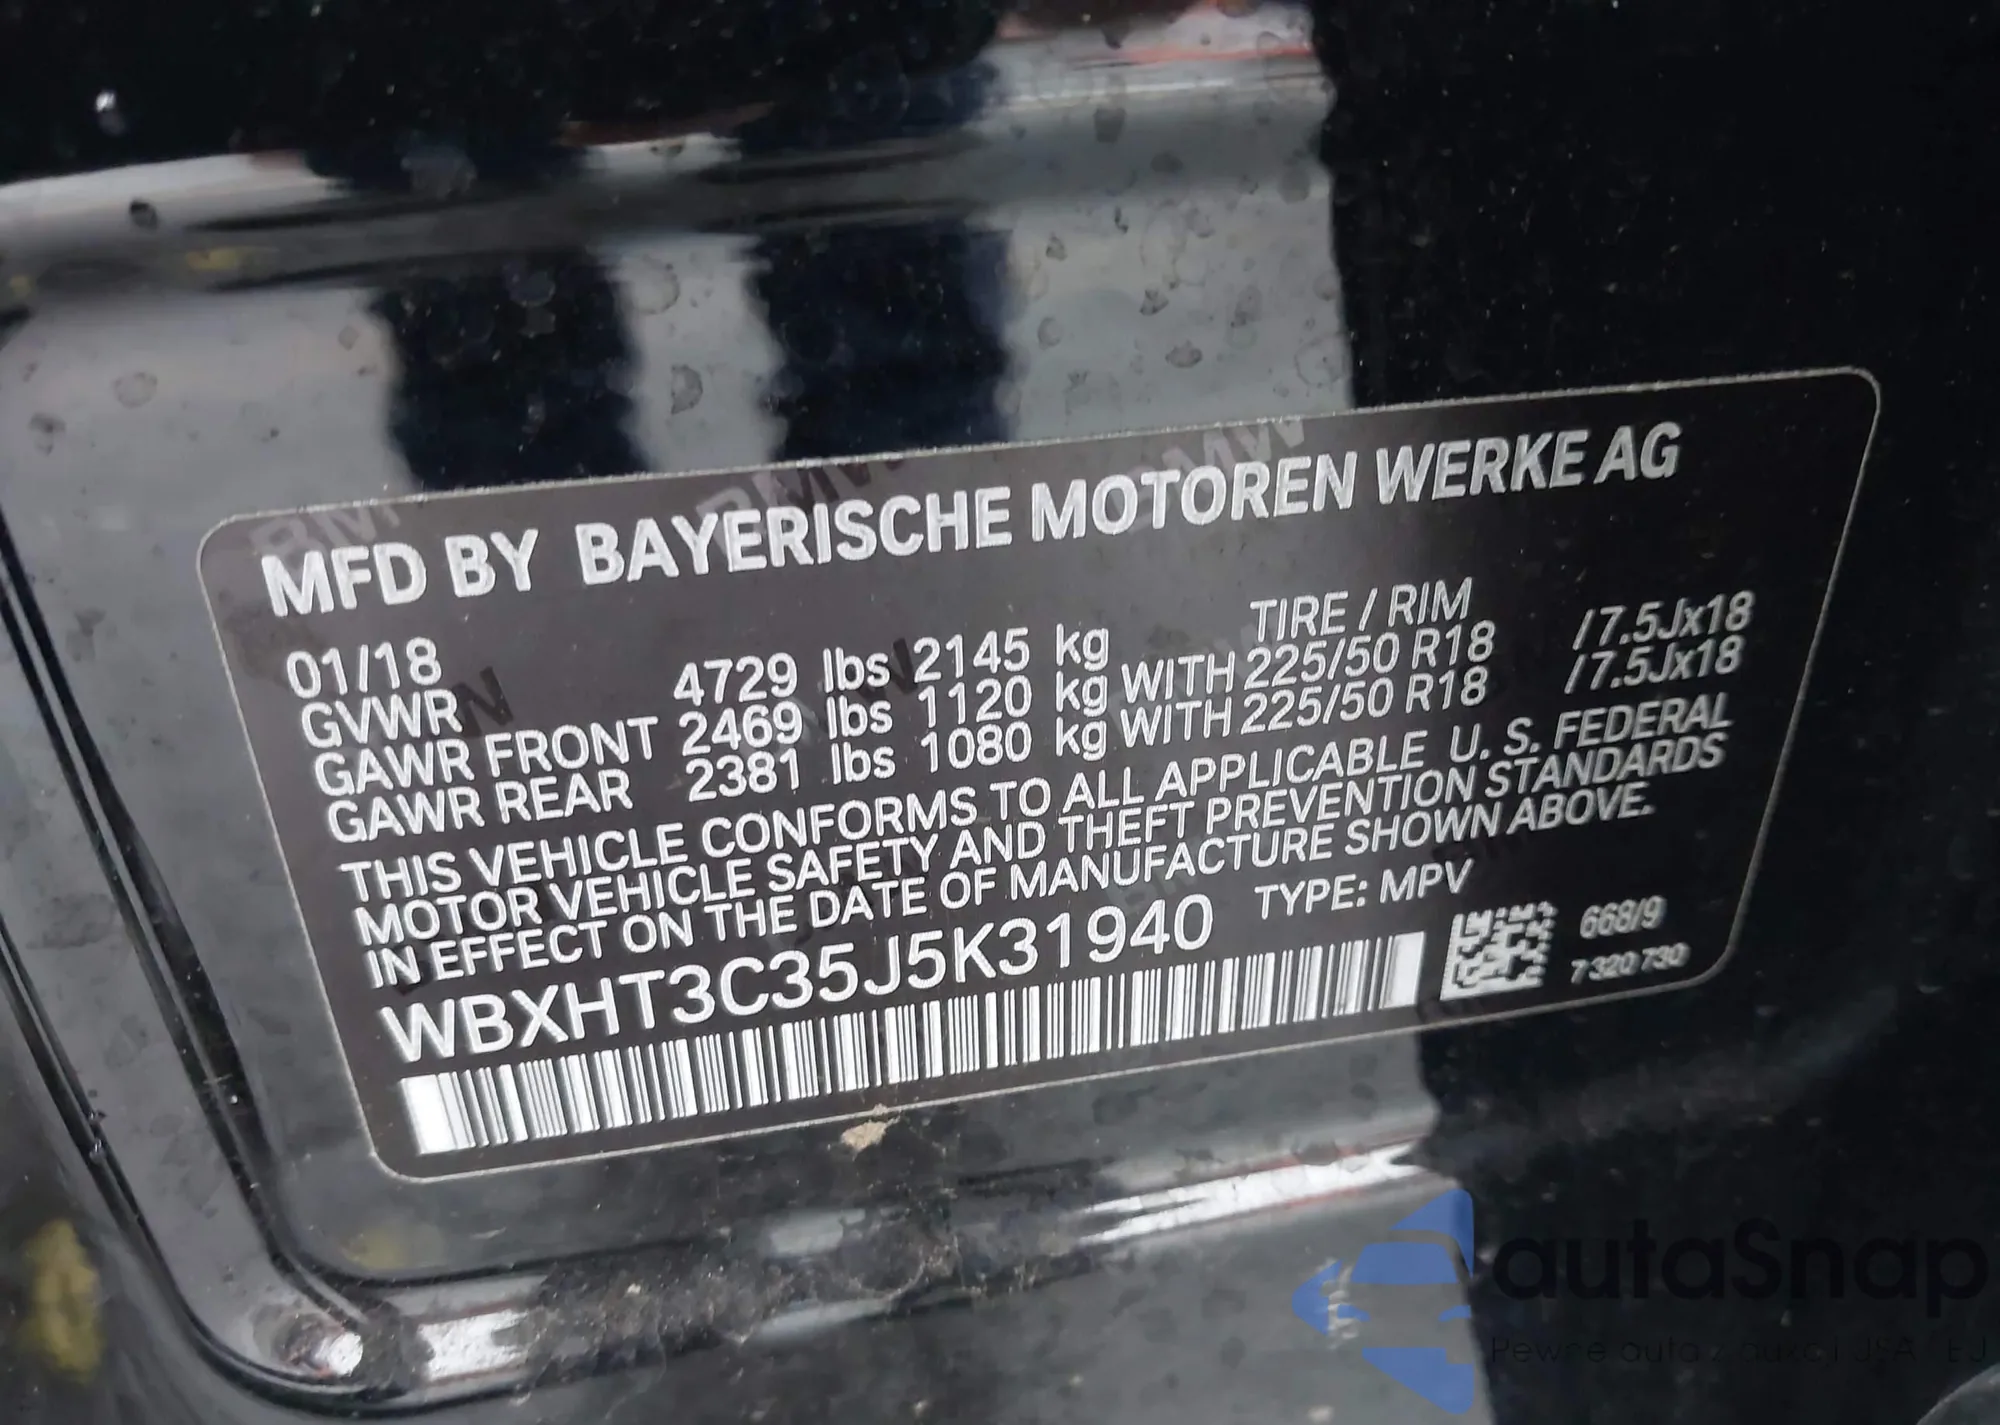 MFD BY BAYERISCHE MOTOREN WERKE AG
TIRE / RIM
01/18
GVWR 4729 lbs 2145 kg
GAWR FRONT 2469 lbs 1120 kg WITH 225/50 R18 /7.5Jx18
GAWR REAR 2381 lbs 1080 kg WITH 225/50 R18 /7.5Jx18
THIS VEHICLE CONFORMS TO ALL APPLICABLE U. S. FEDERAL
MOTOR VEHICLE SAFETY AND THEFT PREVENTION STANDARDS
IN EFFECT ON THE DATE OF MANUFACTURE SHOWN ABOVE.
WBXHT3C35J5K31940 TYPE: MPV
668/9
7 320 730
autaSnap
auta z